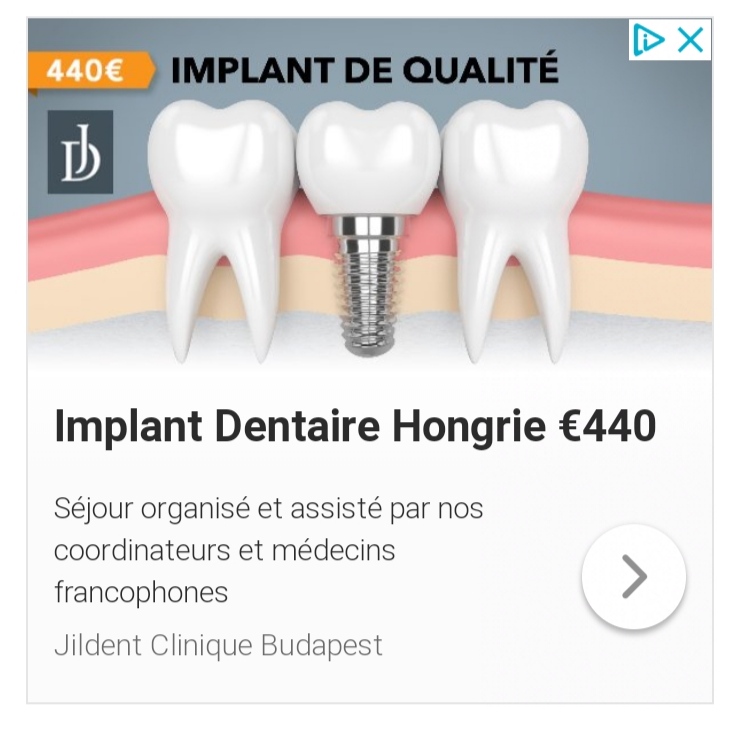 440€
IMPLANT DE QUALITÉ
JD
Implant Dentaire Hongrie €440
Séjour organisé et assisté par nos
coordinateurs et médecins
francophones
Jildent Clinique Budapest